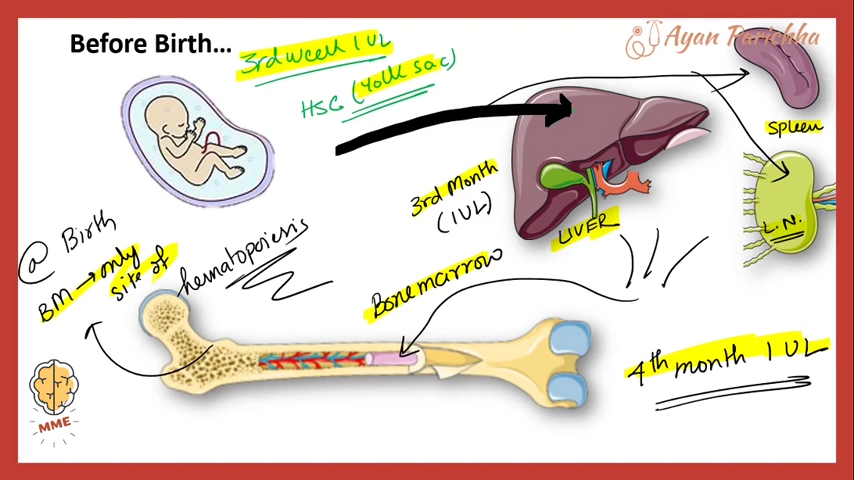 Before Birth...
Ayan Parichha
3rd week IUL
HSC (Yolk sac)
Spleen
L.N.
3rd Month
(IUL)
LIVER
@ Birth
BM → only
site of
hematopoiesis
Bonemarrow
4th month IUL
MME